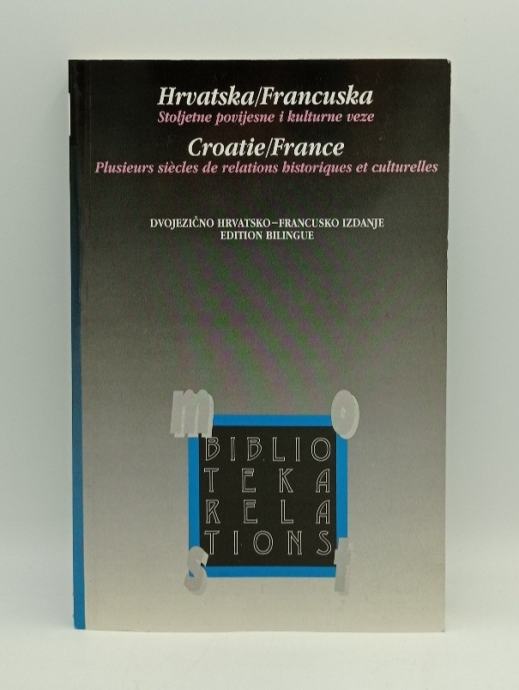 Hrvatska/Francuska
Stoljetne povijesne i kulturne veze
Croatie/France
Plusieurs siècles de relations historiques et culturelles
DVOJEZIČNO HRVATSKO–FRANCUSKO IZDANJE
EDITION BILINGUE
m o
BIBLIO
TEKA
RELA
TIONS
s t